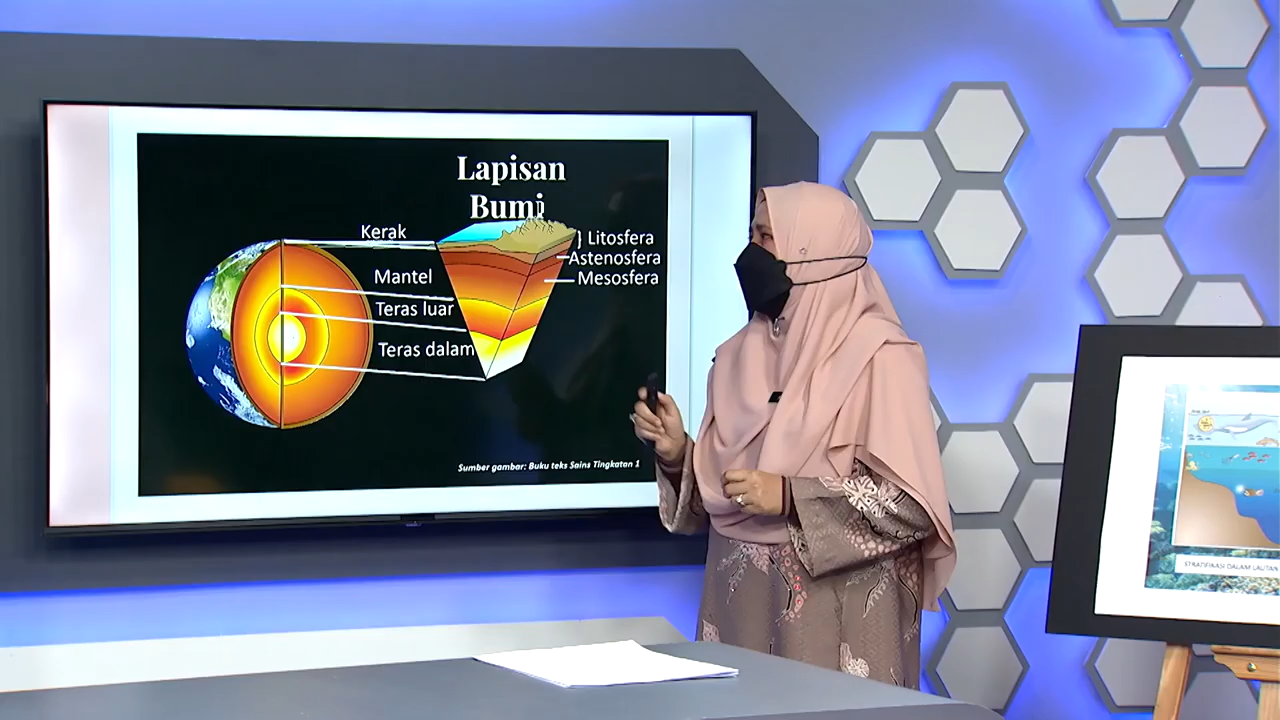 Lapisan
Bumi
Kerak
Mantel
Teras luar
Teras dalam
Litosfera
Astenosfera
Mesosfera
Sumber gambar: Buku teks Sains Tingkatan 1
STRATIFIKASI DALAM LAUTAN